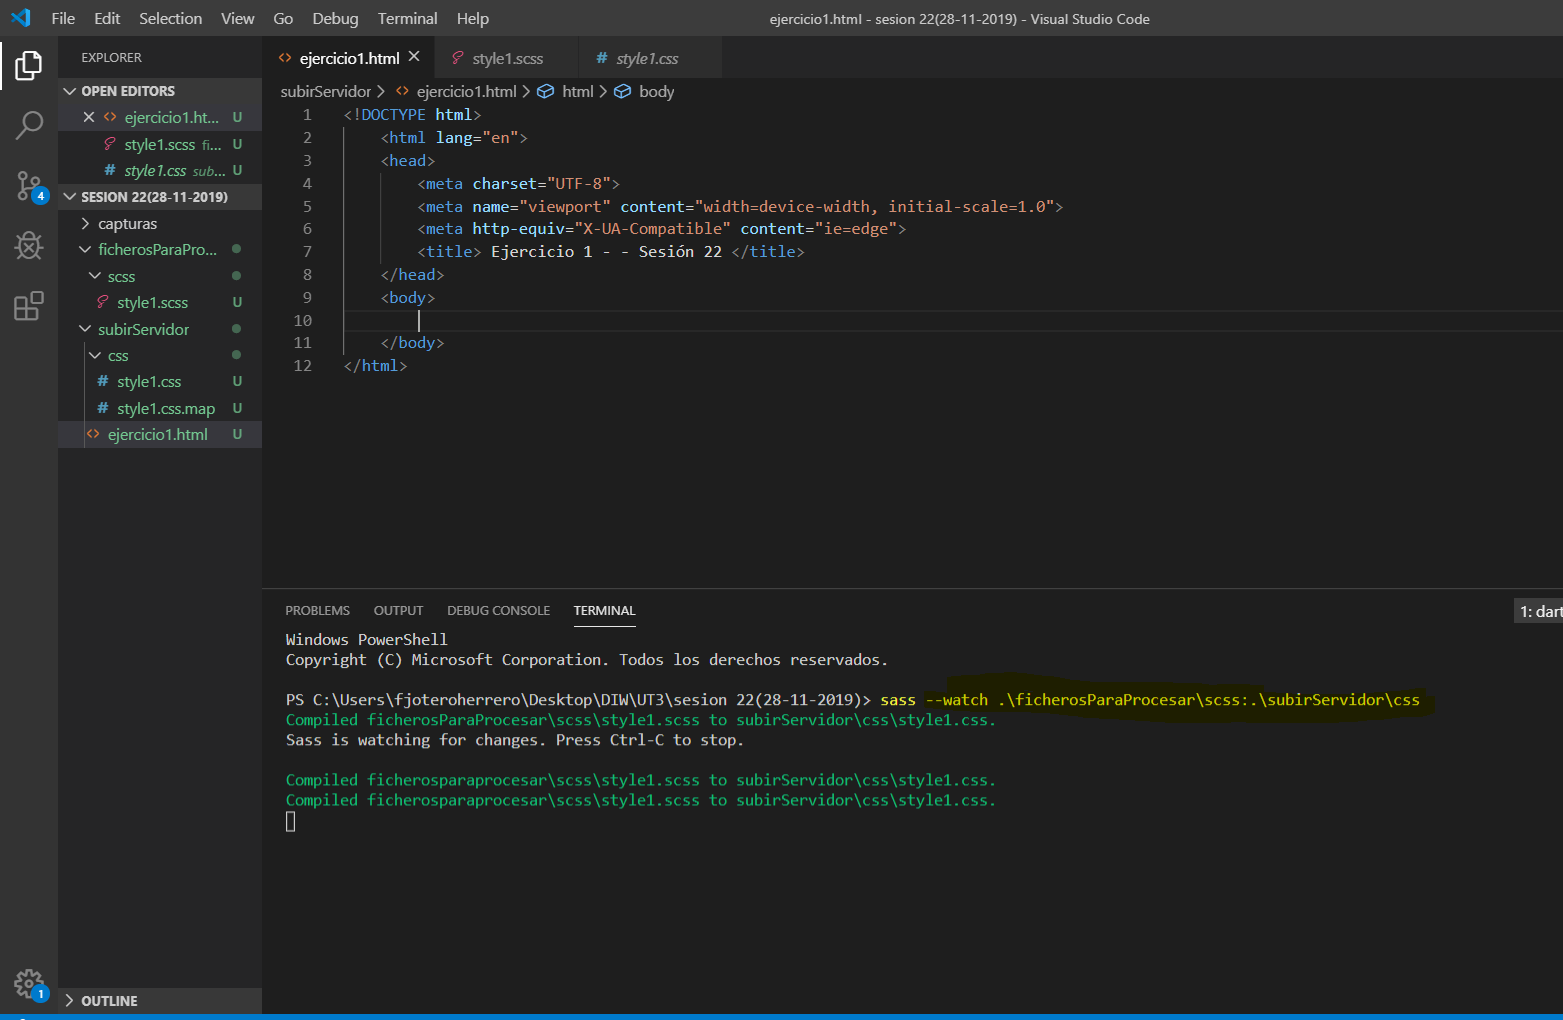 File Edit Selection View Go Debug Terminal Help
ejercicio1.html - sesion 22(28-11-2019) - Visual Studio Code
EXPLORER
OPEN EDITORS
ejercicio1.ht... U
style1.scss fi... U
style1.css sub... U
SESION 22(28-11-2019)
capturas
ficherosParaPro...
scss
style1.scss U
subirServidor
css
style1.css U
style1.css.map U
ejercicio1.html U
OUTLINE
4
1
ejercicio1.html style1.scss style1.css
subirServidor > ejercicio1.html > html > body
1 <!DOCTYPE html>
2 <html lang="en">
3 <head>
4 <meta charset="UTF-8">
5 <meta name="viewport" content="width=device-width, initial-scale=1.0">
6 <meta http-equiv="X-UA-Compatible" content="ie=edge">
7 <title> Ejercicio 1 - - Sesión 22 </title>
8 </head>
9 <body>
10
11 </body>
12 </html>
PROBLEMS OUTPUT DEBUG CONSOLE TERMINAL
1: dart
Windows PowerShell
Copyright (C) Microsoft Corporation. Todos los derechos reservados.
PS C:\Users\fjoteroherrero\Desktop\DIW\UT3\sesion 22(28-11-2019)> sass --watch .\ficherosParaProcesar\scss:.\subirServidor\css
Compiled ficherosParaProcesar\scss\style1.scss to subirServidor\css\style1.css.
Sass is watching for changes. Press Ctrl-C to stop.
Compiled ficherosparaprocesar\scss\style1.scss to subirServidor\css\style1.css.
Compiled ficherosparaprocesar\scss\style1.scss to subirServidor\css\style1.css.